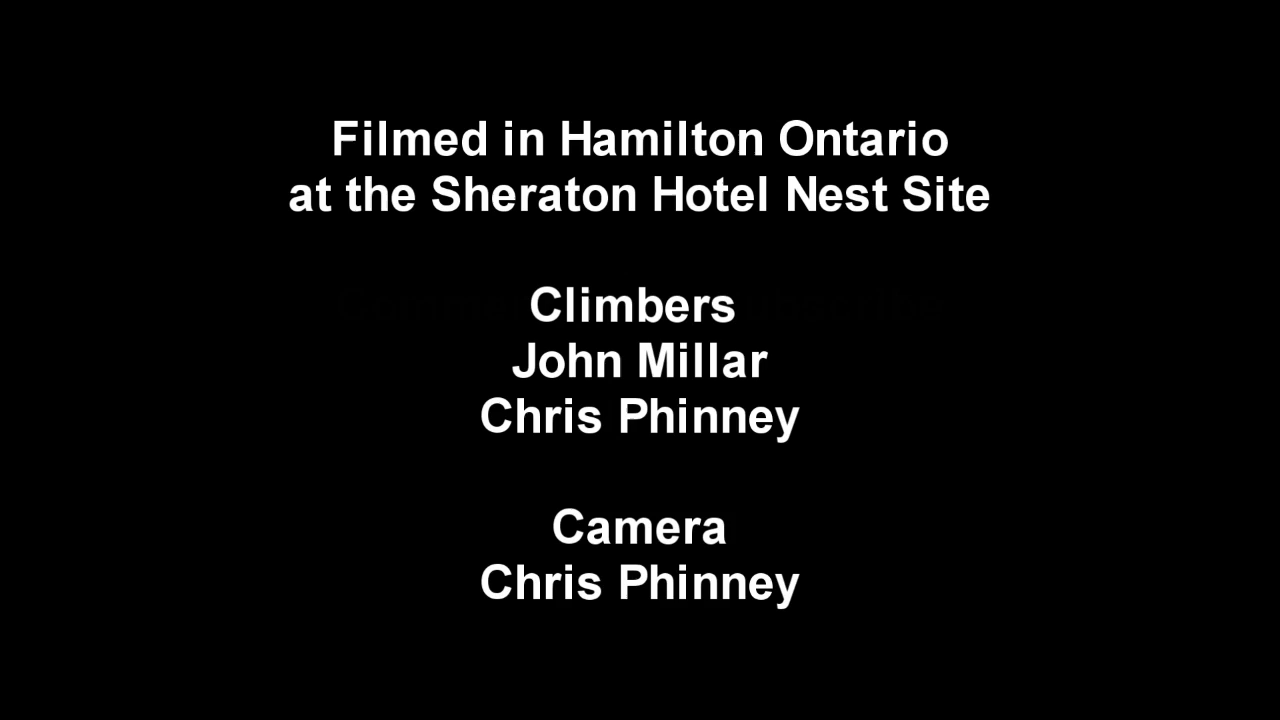 Filmed in Hamilton Ontario
at the Sheraton Hotel Nest Site
Climbers
John Millar
Chris Phinney
Camera
Chris Phinney